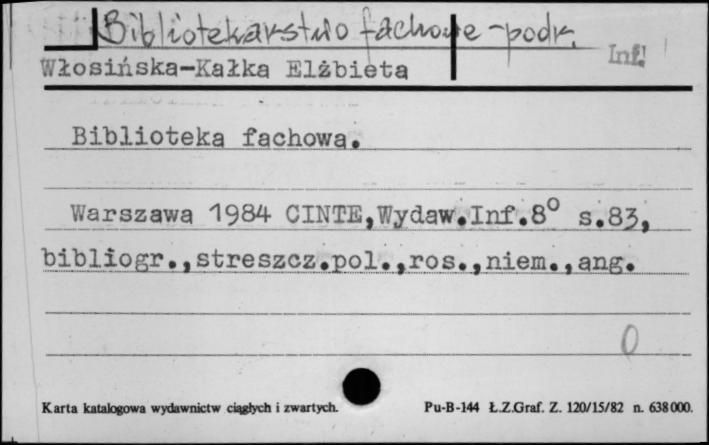 Bibliotekarstwo fachowe - podr.
Inf!
Włosińska-Kałka Elżbieta
Biblioteka fachowa.
Warszawa 1984 CINTE,Wydaw.Inf.8° s.83,
bibliogr.,streszcz.pol.,ros.,niem.,ang.
0
Karta katalogowa wydawnictw ciągłych i zwartych. Pu-B-144 Ł.Z.Graf. Z. 120/15/82 n. 638000.